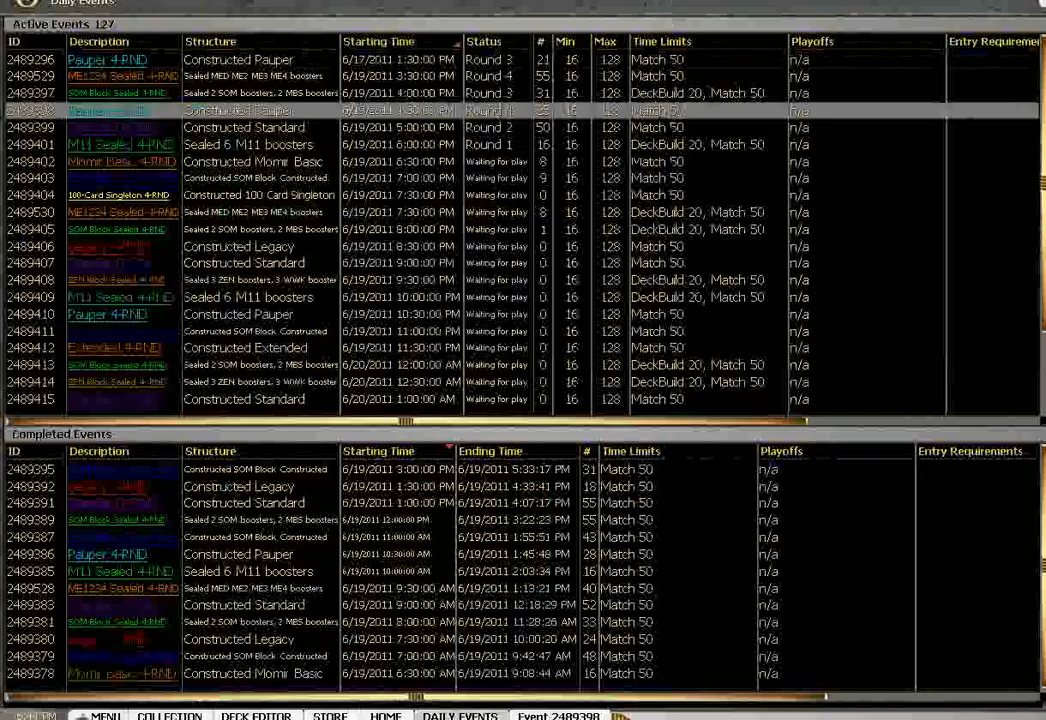 Daily Events
Active Events 127
ID Description Structure Starting Time Status # Min Max Time Limits Playoffs Entry Requiremen
2489296 Pauper 4-RND Constructed Pauper 6/17/2011 1:30:00 PM Round 3 21 16 128 Match 50 n/a
2489529 ME1234 Sealed 4-RND Sealed MED ME2 ME3 ME4 boosters 6/19/2011 3:30:00 PM Round 4 55 16 128 DeckBuild 20, Match 50 n/a
2489397 SOM Block Sealed 4-RND Sealed 2 SOM boosters, 2 MBS boosters 6/19/2011 4:00:00 PM Round 3 31 16 128 DeckBuild 20, Match 50 n/a
2489398 Constructed Pauper 6/19/2011 4:30:00 PM Round 16 128 Match 50 n/a
2489399 Constructed Standard 6/19/2011 5:00:00 PM Round 2 50 16 128 Match 50 n/a
2489401 M11 Sealed 4-RND Sealed 6 M11 boosters 6/19/2011 6:00:00 PM Round 1 16 16 128 DeckBuild 20, Match 50 n/a
2489402 Momir Basic 4-RND Constructed Momir Basic 6/19/2011 6:30:00 PM Waiting for play 8 16 128 Match 50 n/a
2489403 Constructed SOM Block Constructed 6/19/2011 7:00:00 PM Waiting for play 9 16 128 Match 50 n/a
2489404 100-Card Singleton 4-RND Constructed 100 Card Singleton 6/19/2011 7:30:00 PM Waiting for play 0 16 128 Match 50 n/a
2489530 ME1234 Sealed 4-RND Sealed MED ME2 ME3 ME4 boosters 6/19/2011 7:30:00 PM Waiting for play 8 16 128 DeckBuild 20, Match 50 n/a
2489405 SOM Block Sealed 4-RND Sealed 2 SOM boosters, 2 MBS boosters 6/19/2011 8:00:00 PM Waiting for play 1 16 128 DeckBuild 20, Match 50 n/a
2489406 Constructed Legacy 6/19/2011 8:30:00 PM Waiting for play 0 16 128 Match 50 n/a
2489407 Constructed Standard 6/19/2011 9:00:00 PM Waiting for play 0 16 128 Match 50 n/a
2489408 ZEN Block Sealed 4-RND Sealed 3 ZEN boosters, 3 WWK booster 6/19/2011 9:30:00 PM Waiting for play 0 16 128 DeckBuild 20, Match 50 n/a
2489409 M11 Sealed 4-RND Sealed 6 M11 boosters 6/19/2011 10:00:00 PM Waiting for play 0 16 128 DeckBuild 20, Match 50 n/a
2489410 Pauper 4-RND Constructed Pauper 6/19/2011 10:30:00 PM Waiting for play 0 16 128 Match 50 n/a
2489411 Constructed SOM Block Constructed 6/19/2011 11:00:00 PM Waiting for play 0 16 128 Match 50 n/a
2489412 Extended 4-RND Constructed Extended 6/19/2011 11:30:00 PM Waiting for play 0 16 128 Match 50 n/a
2489413 SOM Block Sealed 4-RND Sealed 2 SOM boosters, 2 MBS boosters 6/20/2011 12:00:00 AM Waiting for play 0 16 128 DeckBuild 20, Match 50 n/a
2489414 ZEN Block Sealed 4-RND Sealed 3 ZEN boosters, 3 WWK booster 6/20/2011 12:30:00 AM Waiting for play 0 16 128 DeckBuild 20, Match 50 n/a
2489415 Constructed Standard 6/20/2011 1:00:00 AM Waiting for play 0 16 128 Match 50 n/a
Completed Events
ID Description Structure Starting Time Ending Time # Time Limits Playoffs Entry Requirements
2489395 Constructed SOM Block Constructed 6/19/2011 3:00:00 PM 6/19/2011 5:33:17 PM 31 Match 50 n/a
2489392 Constructed Legacy 6/19/2011 1:30:00 PM 6/19/2011 4:33:41 PM 18 Match 50 n/a
2489391 Constructed Standard 6/19/2011 1:00:00 PM 6/19/2011 4:07:17 PM 55 Match 50 n/a
2489389 SOM Block Sealed 4-RND Sealed 2 SOM boosters, 2 MBS boosters 6/19/2011 12:00:00 PM 6/19/2011 3:22:23 PM 55 Match 50 n/a
2489387 Constructed SOM Block Constructed 6/19/2011 11:00:00 AM 6/19/2011 1:55:51 PM 43 Match 50 n/a
2489386 Pauper 4-RND Constructed Pauper 6/19/2011 10:30:00 AM 6/19/2011 1:45:48 PM 28 Match 50 n/a
2489385 M11 Sealed 4-RND Sealed 6 M11 boosters 6/19/2011 10:00:00 AM 6/19/2011 2:03:34 PM 16 Match 50 n/a
2489528 ME1234 Sealed 4-RND Sealed MED ME2 ME3 ME4 boosters 6/19/2011 9:30:00 AM 6/19/2011 1:13:21 PM 40 Match 50 n/a
2489383 Constructed Standard 6/19/2011 9:00:00 AM 6/19/2011 12:18:29 PM 52 Match 50 n/a
2489381 SOM Block Sealed 4-RND Sealed 2 SOM boosters, 2 MBS boosters 6/19/2011 8:00:00 AM 6/19/2011 11:28:26 AM 33 Match 50 n/a
2489380 Constructed Legacy 6/19/2011 7:30:00 AM 6/19/2011 10:00:20 AM 24 Match 50 n/a
2489379 Constructed SOM Block Constructed 6/19/2011 7:00:00 AM 6/19/2011 9:42:47 AM 48 Match 50 n/a
2489378 Momir Basic 4-RND Constructed Momir Basic 6/19/2011 6:30:00 AM 6/19/2011 9:08:44 AM 16 Match 50 n/a
MENU COLLECTION DECK EDITOR STORE HOME DAILY EVENTS Event 2489398